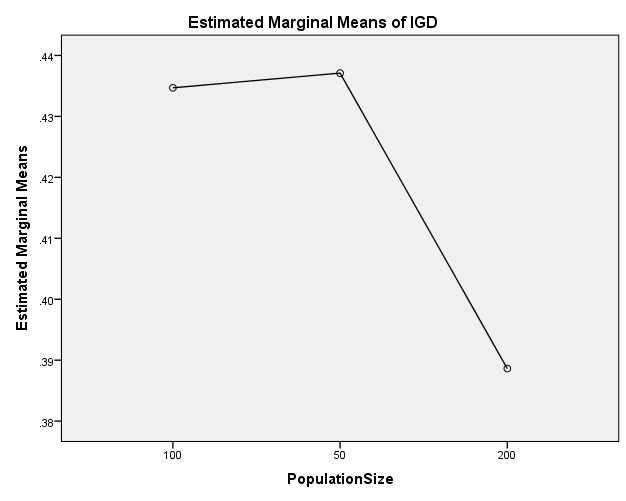 Estimated Marginal Means of IGD
.44
.43
.42
.41
.40
.39
.38
Estimated Marginal Means
100 50 200
PopulationSize